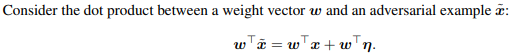 Consider the dot product between a weight vector w and an adversarial example x̃:
w⊤x̃ = w⊤x + w⊤η.